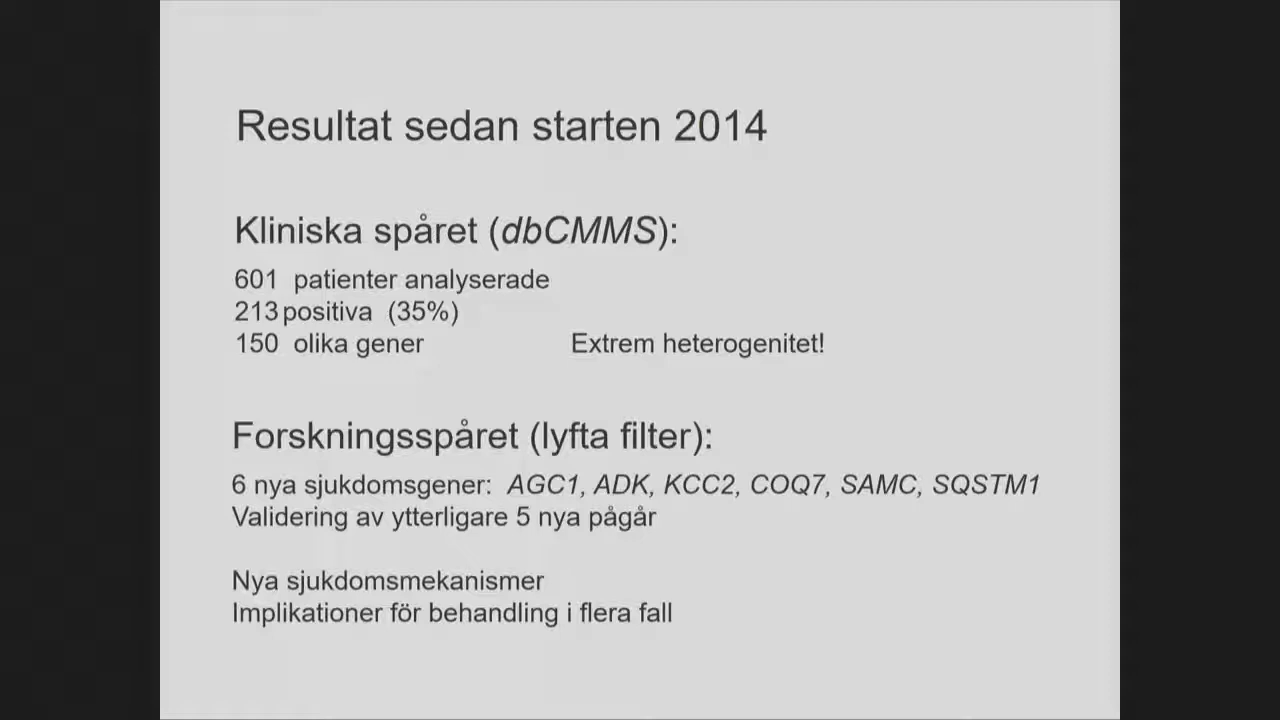 Resultat sedan starten 2014
Kliniska spåret (dbCMMS):
601 patienter analyserade
213 positiva (35%)
150 olika gener Extrem heterogenitet!
Forskningsspåret (lyfta filter):
6 nya sjukdomsgener: AGC1, ADK, KCC2, COQ7, SAMC, SQSTM1
Validering av ytterligare 5 nya pågår
Nya sjukdomsmekanismer
Implikationer för behandling i flera fall